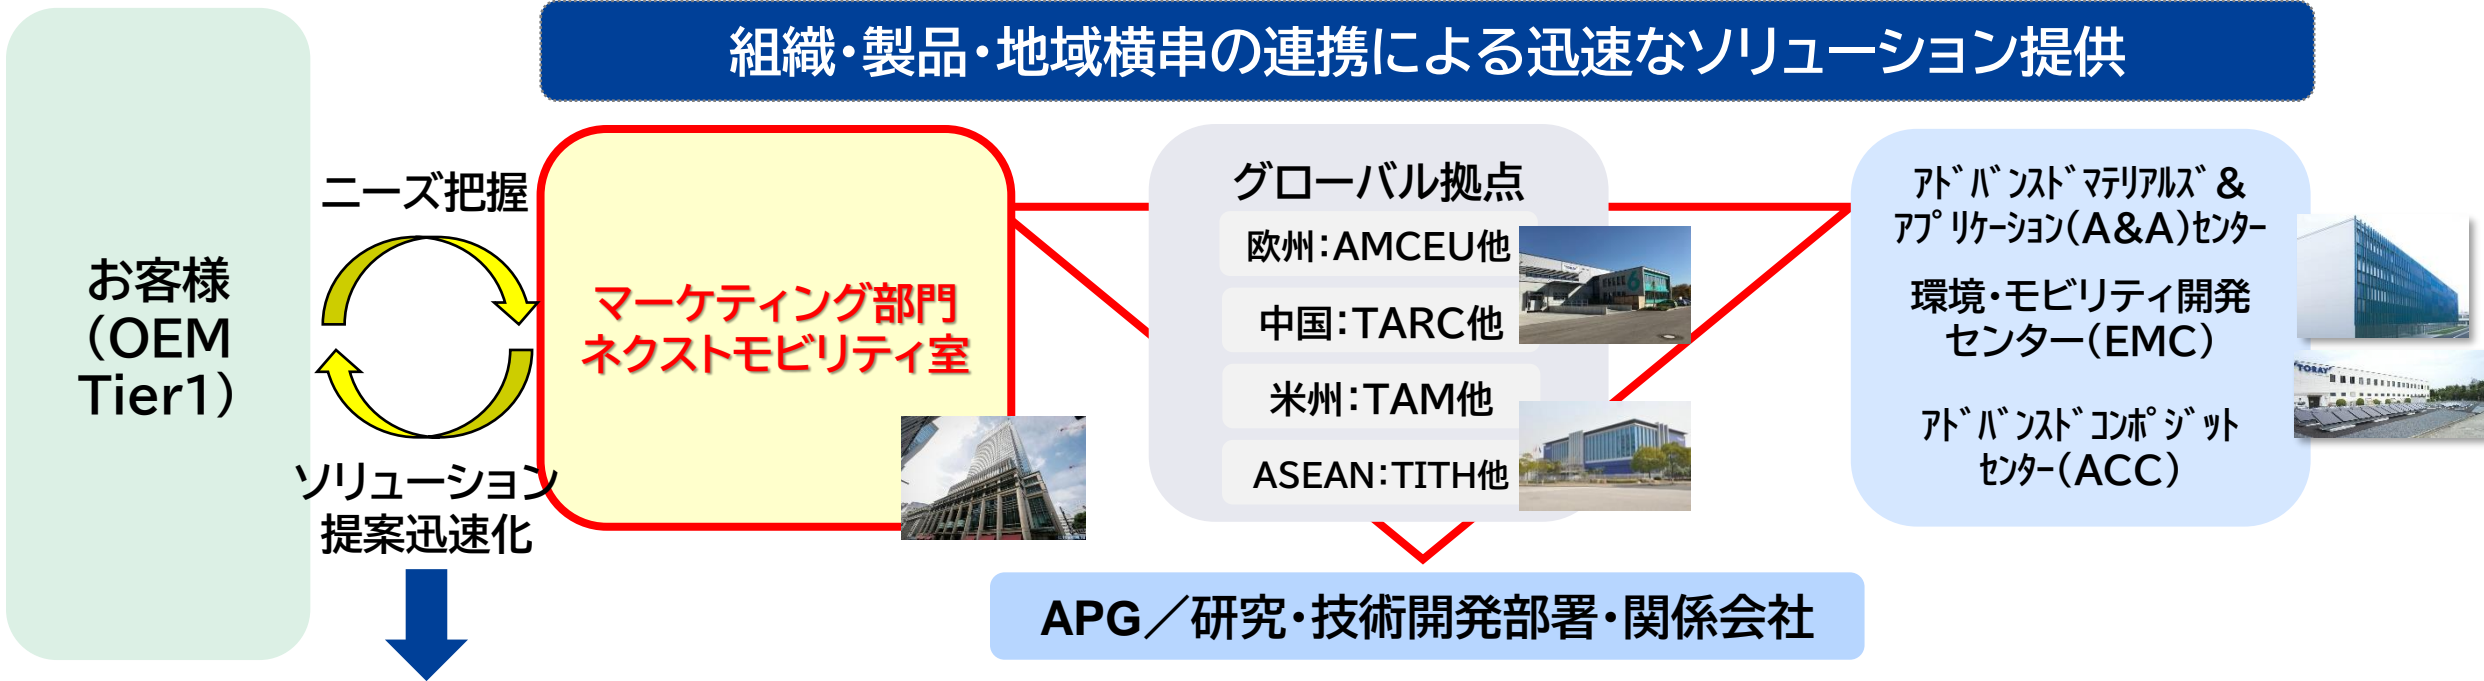 組織・製品・地域横串の連携による迅速なソリューション提供
お客様
（OEM
Tier1）
ニーズ把握
ソリューション
提案迅速化
マーケティング部門
ネクストモビリティ室
グローバル拠点
欧州：AMCEU他
中国：TARC他
米州：TAM他
ASEAN：TITH他
ｱﾄﾞﾊﾞﾝｽﾄﾞﾏﾃﾘｱﾙｽﾞ&
ｱﾌﾟﾘｹｰｼｮﾝ(A&A)ｾﾝﾀｰ
環境・モビリティ開発
センター(EMC)
ｱﾄﾞﾊﾞﾝｽﾄﾞｺﾝﾎﾟｼﾞｯﾄ
ｾﾝﾀｰ(ACC)
APG／研究・技術開発部署・関係会社
TORAY
6
TORAY